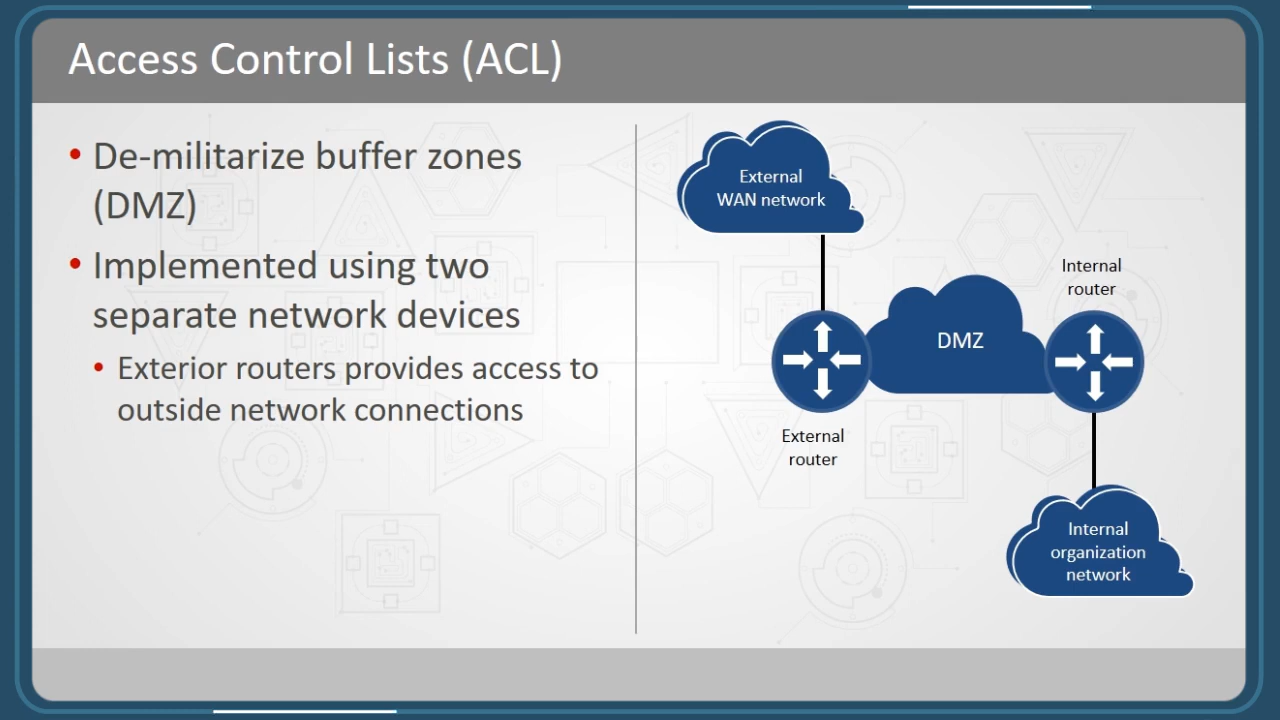 Access Control Lists (ACL)
• De-militarize buffer zones
(DMZ)
• Implemented using two
separate network devices
• Exterior routers provides access to
outside network connections
External
WAN network
Internal
router
DMZ
External
router
Internal
organization
network